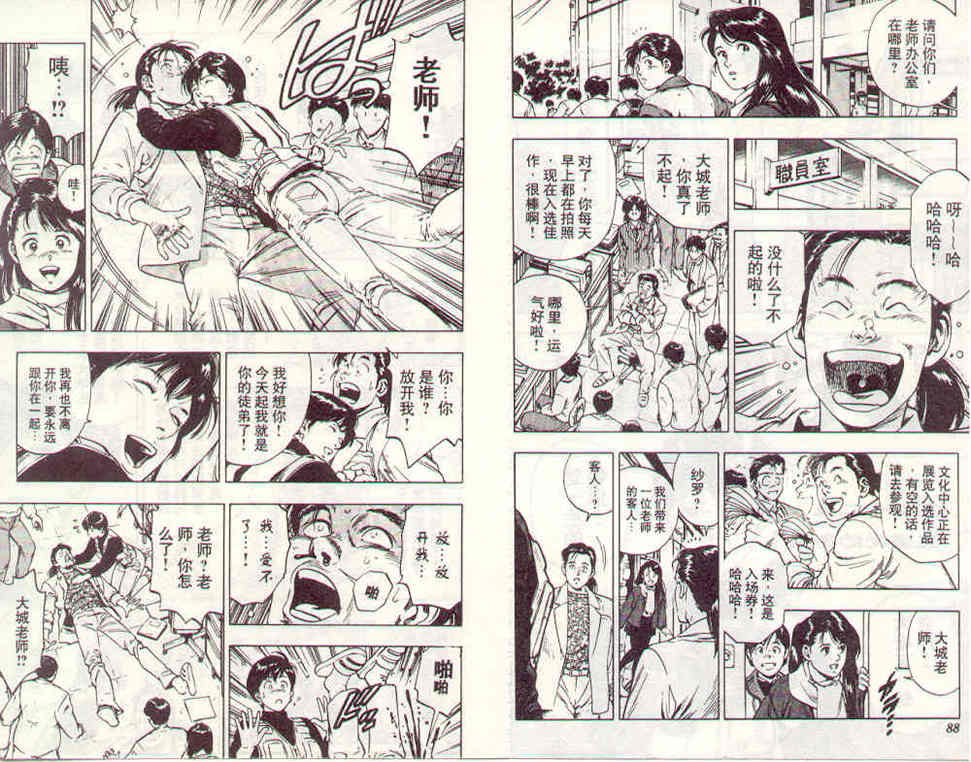 请问你们，
老师办公室
在哪里？
職員室
呀～～哈
哈哈哈！
没什么了不
起的啦！
大城老师
，你真了
不起！
对了，你每天
早上都在拍照
，现在入选佳
作，很棒啊！
哪里，运
气好啦！
文化中心正在
展览入选作品
，有空的话，
请去参观！
来，这是
入场券！
哈哈哈！
大城老
师！
纱罗？
我们带来
一位老师
的客人…
客人…？
88
老师！
ばっ
咦…!?
哇！
你…你
是谁？
放开我！
我好想你！
今天起我就是
你的徒弟了！
我再也不离
开你，要永远
跟你在一起…
放…放
开我…
我…受不
了…！
啪
啪
啪
老师？老
师，你怎
么了！
大城老师!?